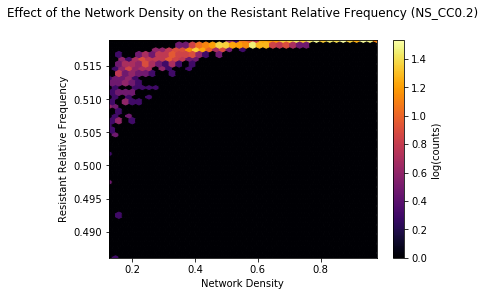 Effect of the Network Density on the Resistant Relative Frequency (NS_CC0.2)
0.515
0.510
0.505
0.500
0.495
0.490
Resistant Relative Frequency
0.2 0.4 0.6 0.8
Network Density
1.4
1.2
1.0
0.8
0.6
0.4
0.2
0.0
log(counts)